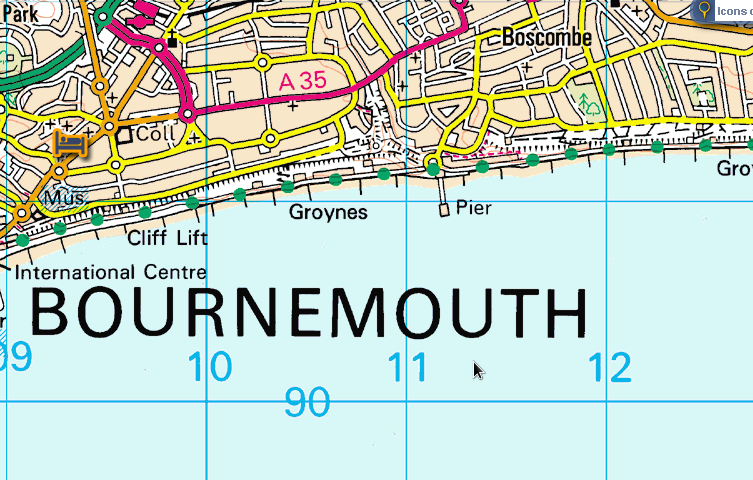 Park
Icons
Boscombe
A 35
Coll
Mus
Gro
Groynes
Pier
Cliff Lift
International Centre
r
BOURNEMOUTH
09
10
11
12
90